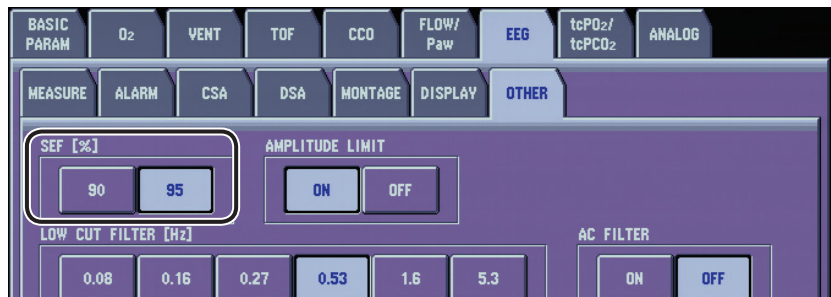 BASIC PARAM
O2
VENT
TOF
CCO
FLOW/ Paw
EEG
tcPO2/ tcPCO2
ANALOG
MEASURE
ALARM
CSA
DSA
MONTAGE
DISPLAY
OTHER
SEF [%]
90
95
AMPLITUDE LIMIT
ON
OFF
LOW CUT FILTER [Hz]
0.08
0.16
0.27
0.53
1.6
5.3
AC FILTER
ON
OFF